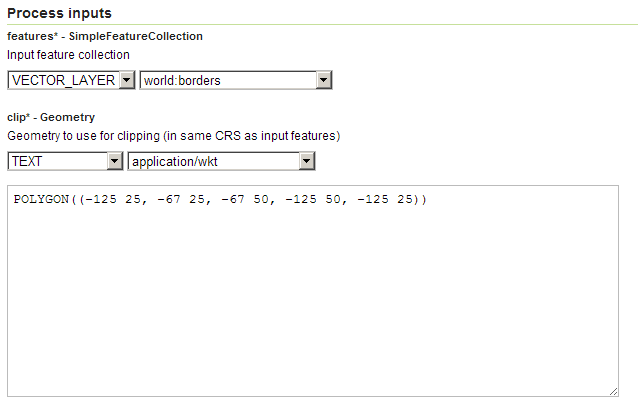 Process inputs
features* - SimpleFeatureCollection
Input feature collection
VECTOR_LAYER world:borders
clip* - Geometry
Geometry to use for clipping (in same CRS as input features)
TEXT application/wkt
POLYGON((-125 25, -67 25, -67 50, -125 50, -125 25))